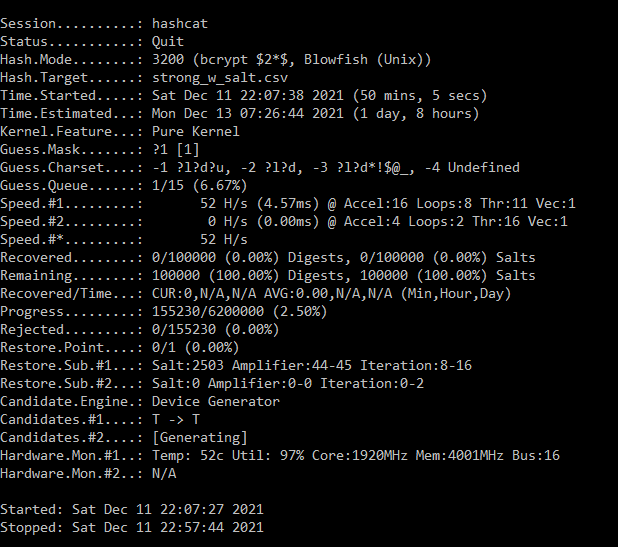 Session..........: hashcat
Status...........: Quit
Hash.Mode........: 3200 (bcrypt $2*$, Blowfish (Unix))
Hash.Target......: strong_w_salt.csv
Time.Started.....: Sat Dec 11 22:07:38 2021 (50 mins, 5 secs)
Time.Estimated...: Mon Dec 13 07:26:44 2021 (1 day, 8 hours)
Kernel.Feature...: Pure Kernel
Guess.Mask.......: ?1 [1]
Guess.Charset....: -1 ?l?d?u, -2 ?l?d, -3 ?l?d*!$@_, -4 Undefined
Guess.Queue......: 1/15 (6.67%)
Speed.#1.........:       52 H/s (4.57ms) @ Accel:16 Loops:8 Thr:11 Vec:1
Speed.#2.........:        0 H/s (0.00ms) @ Accel:4 Loops:2 Thr:16 Vec:1
Speed.#*.........:       52 H/s
Recovered........: 0/100000 (0.00%) Digests, 0/100000 (0.00%) Salts
Remaining........: 100000 (100.00%) Digests, 100000 (100.00%) Salts
Recovered/Time...: CUR:0,N/A,N/A AVG:0.00,N/A,N/A (Min,Hour,Day)
Progress.........: 155230/6200000 (2.50%)
Rejected.........: 0/155230 (0.00%)
Restore.Point....: 0/1 (0.00%)
Restore.Sub.#1...: Salt:2503 Amplifier:44-45 Iteration:8-16
Restore.Sub.#2...: Salt:0 Amplifier:0-0 Iteration:0-2
Candidate.Engine.: Device Generator
Candidates.#1....: T -> T
Candidates.#2....: [Generating]
Hardware.Mon.#1..: Temp: 52c Util: 97% Core:1920MHz Mem:4001MHz Bus:16
Hardware.Mon.#2..: N/A
Started: Sat Dec 11 22:07:27 2021
Stopped: Sat Dec 11 22:57:44 2021